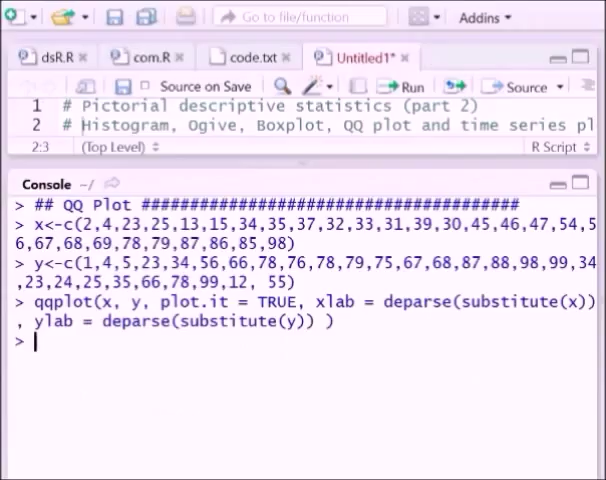 Go to file/function
Addins
dsR.R
com.R
code.txt
Untitled1*
Source on Save
Run
Source
1 # Pictorial descriptive statistics (part 2)
2 # Histogram, Ogive, Boxplot, QQ plot and time series pl
2:3 (Top Level) R Script
Console ~/
> ## QQ Plot #######################################
> x<-c(2,4,23,25,13,15,34,35,37,32,33,31,39,30,45,46,47,54,5
6,67,68,69,78,79,87,86,85,98)
> y<-c(1,4,5,23,34,56,66,78,76,78,79,75,67,68,87,88,98,99,34
,23,24,25,35,66,78,99,12, 55)
> qqplot(x, y, plot.it = TRUE, xlab = deparse(substitute(x))
, ylab = deparse(substitute(y)) )
>